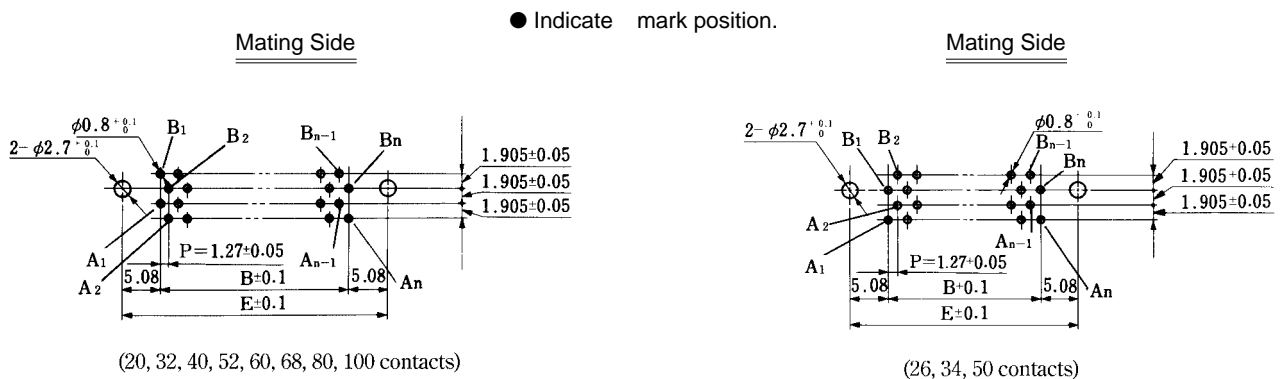 ● Indicate mark position.
Mating Side
φ0.8 +0.1 0
B1
B2
Bn-1
Bn
2-φ2.7 +0.1 0
1.905±0.05
1.905±0.05
1.905±0.05
A1
A2
P=1.27±0.05
An-1
An
5.08
B±0.1
5.08
E±0.1
(20, 32, 40, 52, 60, 68, 80, 100 contacts)
Mating Side
2-φ2.7 +0.1 0
B1
B2
φ0.8 +0.1 0
Bn-1
Bn
1.905+0.05
1.905+0.05
1.905±0.05
A2
A1
An-1
P=1.27+0.05
5.08
B+0.1
5.08
An
E±0.1
(26, 34, 50 contacts)